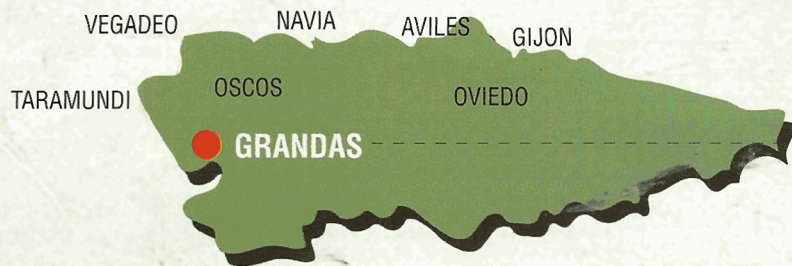 VEGADEO
NAVIA
AVILES
GIJON
TARAMUNDI
OSCOS
OVIEDO
GRANDAS